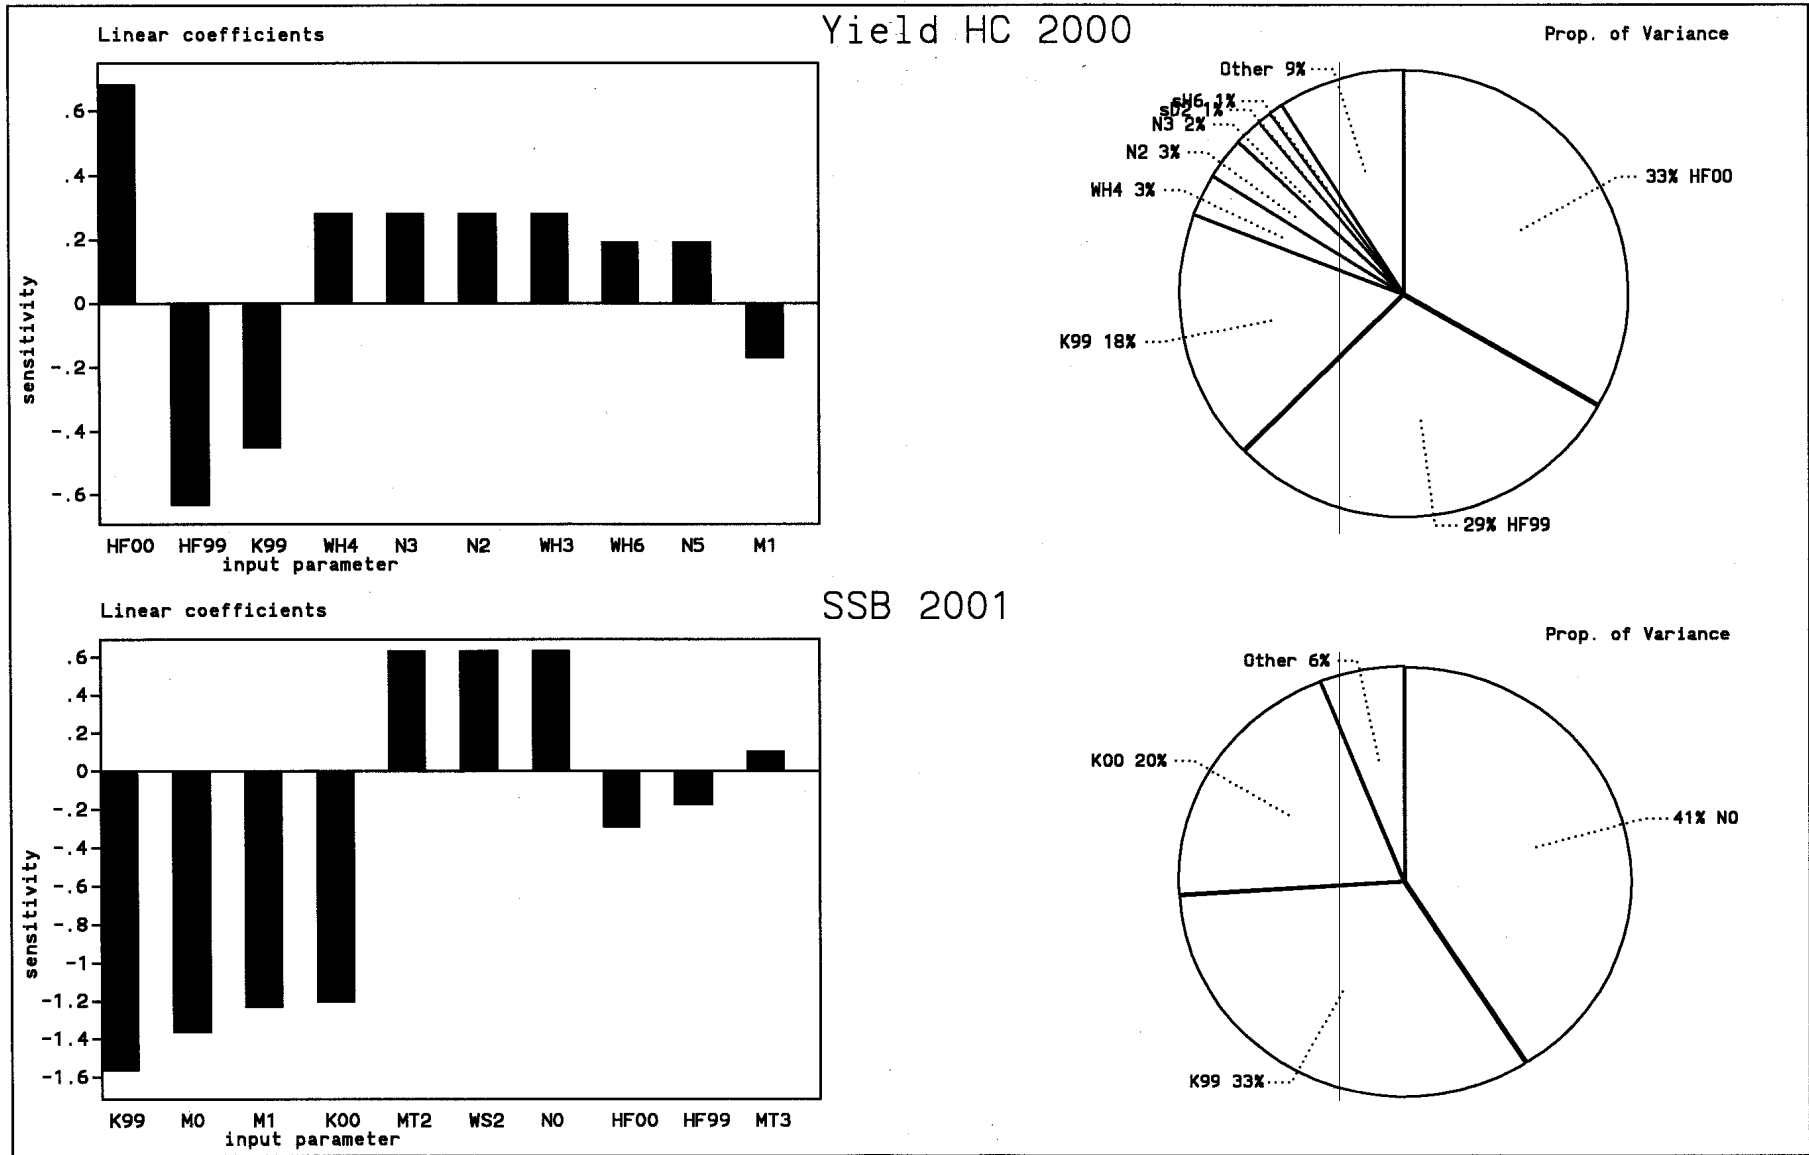 Yield HC 2000
Linear coefficients
.6
.4
.2
0
-.2
-.4
-.6
sensitivity
HF00 HF99 K99 WH4 N3 N2 WH3 WH6 N5 M1
input parameter
Prop. of Variance
Other 9%
sH6 1%
sD2 1%
N3 2%
N2 3%
WH4 3%
33% HF00
K99 18%
29% HF99
SSB 2001
Linear coefficients
.6
.4
.2
0
-.2
-.4
-.6
-.8
-1
-1.2
-1.4
-1.6
sensitivity
K99 M0 M1 K00 MT2 WS2 N0 HF00 HF99 MT3
input parameter
Prop. of Variance
Other 6%
K00 20%
41% N0
K99 33%